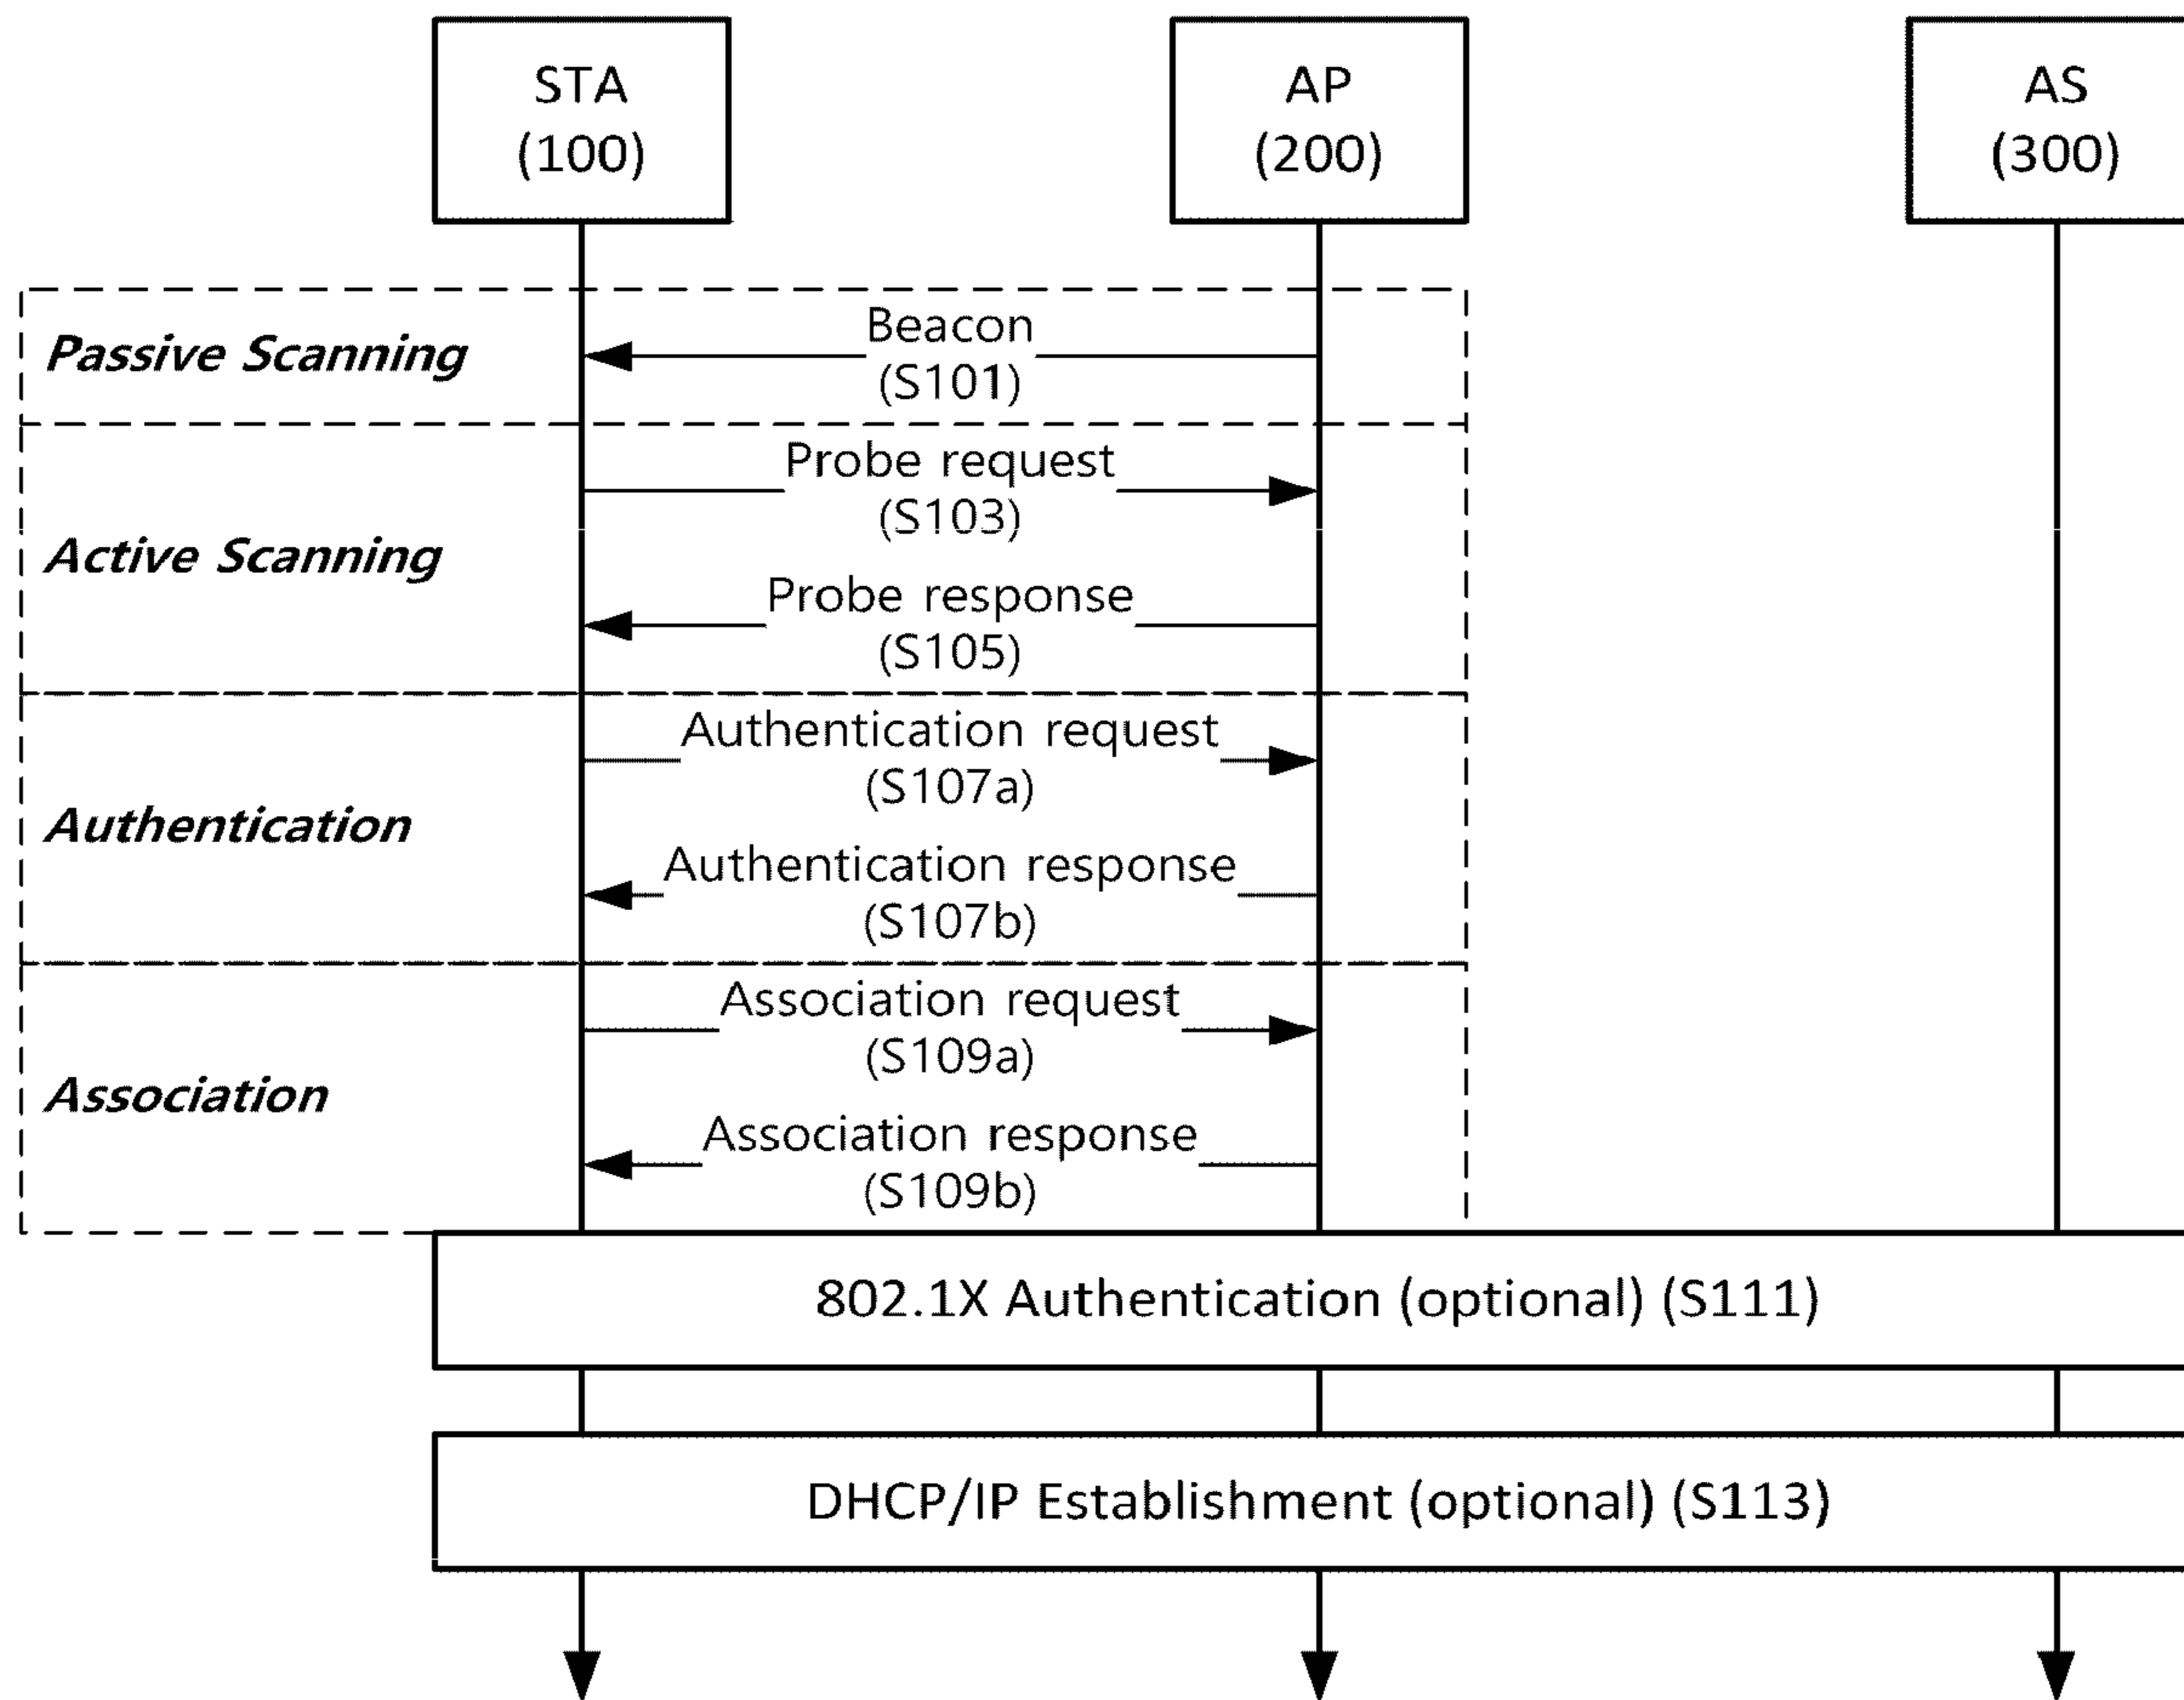 STA
(100)
AP
(200)
AS
(300)
Passive Scanning
Beacon
(S101)
Active Scanning
Probe request
(S103)
Probe response
(S105)
Authentication
Authentication request
(S107a)
Authentication response
(S107b)
Association
Association request
(S109a)
Association response
(S109b)
802.1X Authentication (optional) (S111)
DHCP/IP Establishment (optional) (S113)